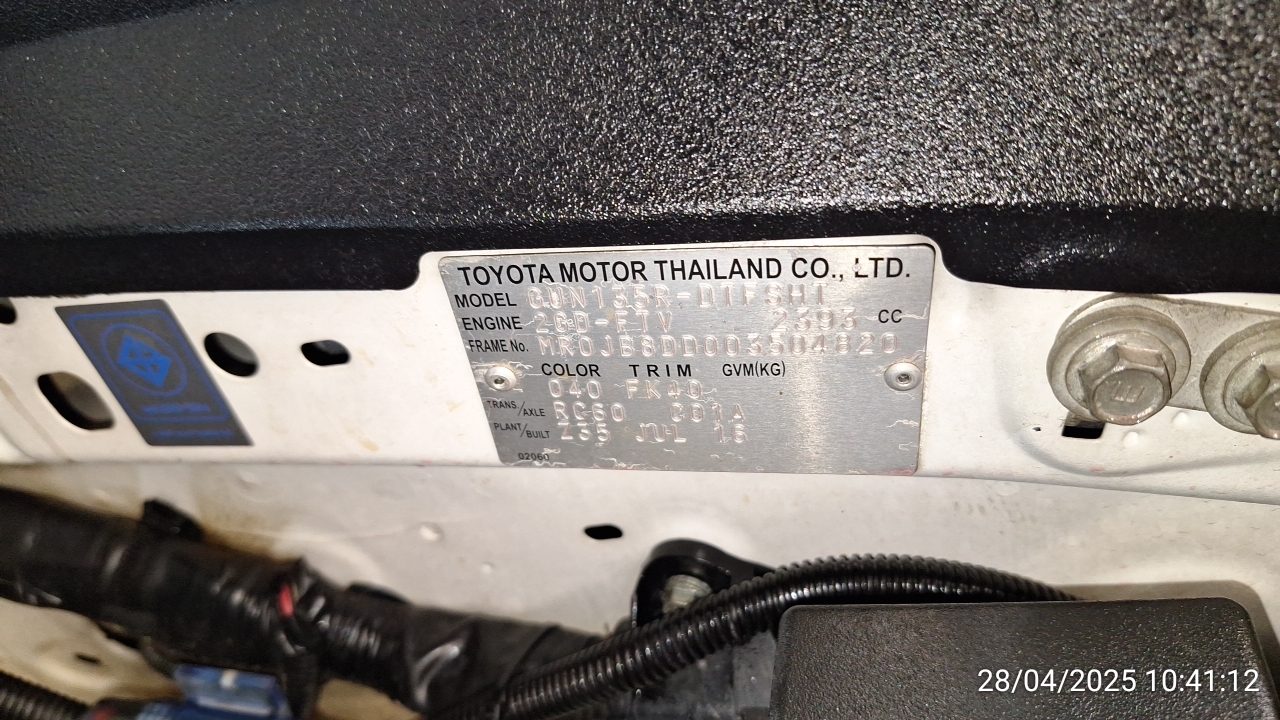 TOYOTA MOTOR THAILAND CO., LTD.
MODEL GUN135R-DTFSHT
ENGINE 2GD-FTV 2393 CC
FRAME No. MR0JB8DD003504820
COLOR TRIM GVM(KG)
040 FK40
TRANS/AXLE RC60 C01A
PLANT/BUILT Z35 JUL 16
02060
28/04/2025 10:41:12